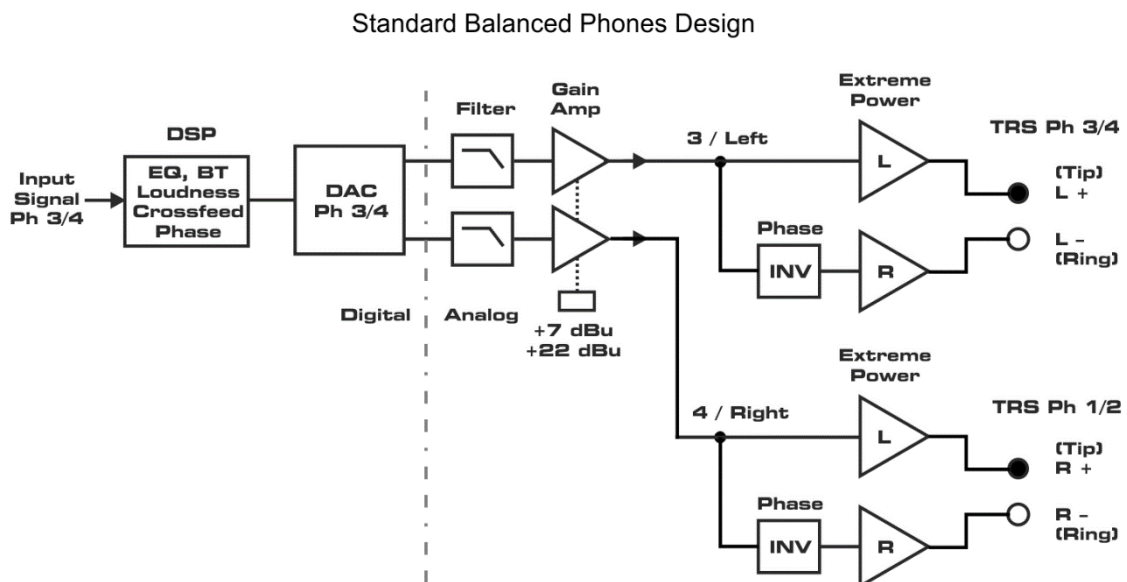 Standard Balanced Phones Design
DSP
Input
Signal
Ph 3/4
EQ, BT
Loudness
Crossfeed
Phase
DAC
Ph 3/4
Digital
Analog
Filter
Gain
Amp
+7 dBu
+22 dBu
3 / Left
Extreme
Power
L
TRS Ph 3/4
(Tip)
L +
Phase
INV
R
L –
(Ring)
4 / Right
Extreme
Power
L
TRS Ph 1/2
(Tip)
R +
Phase
INV
R
R –
(Ring)